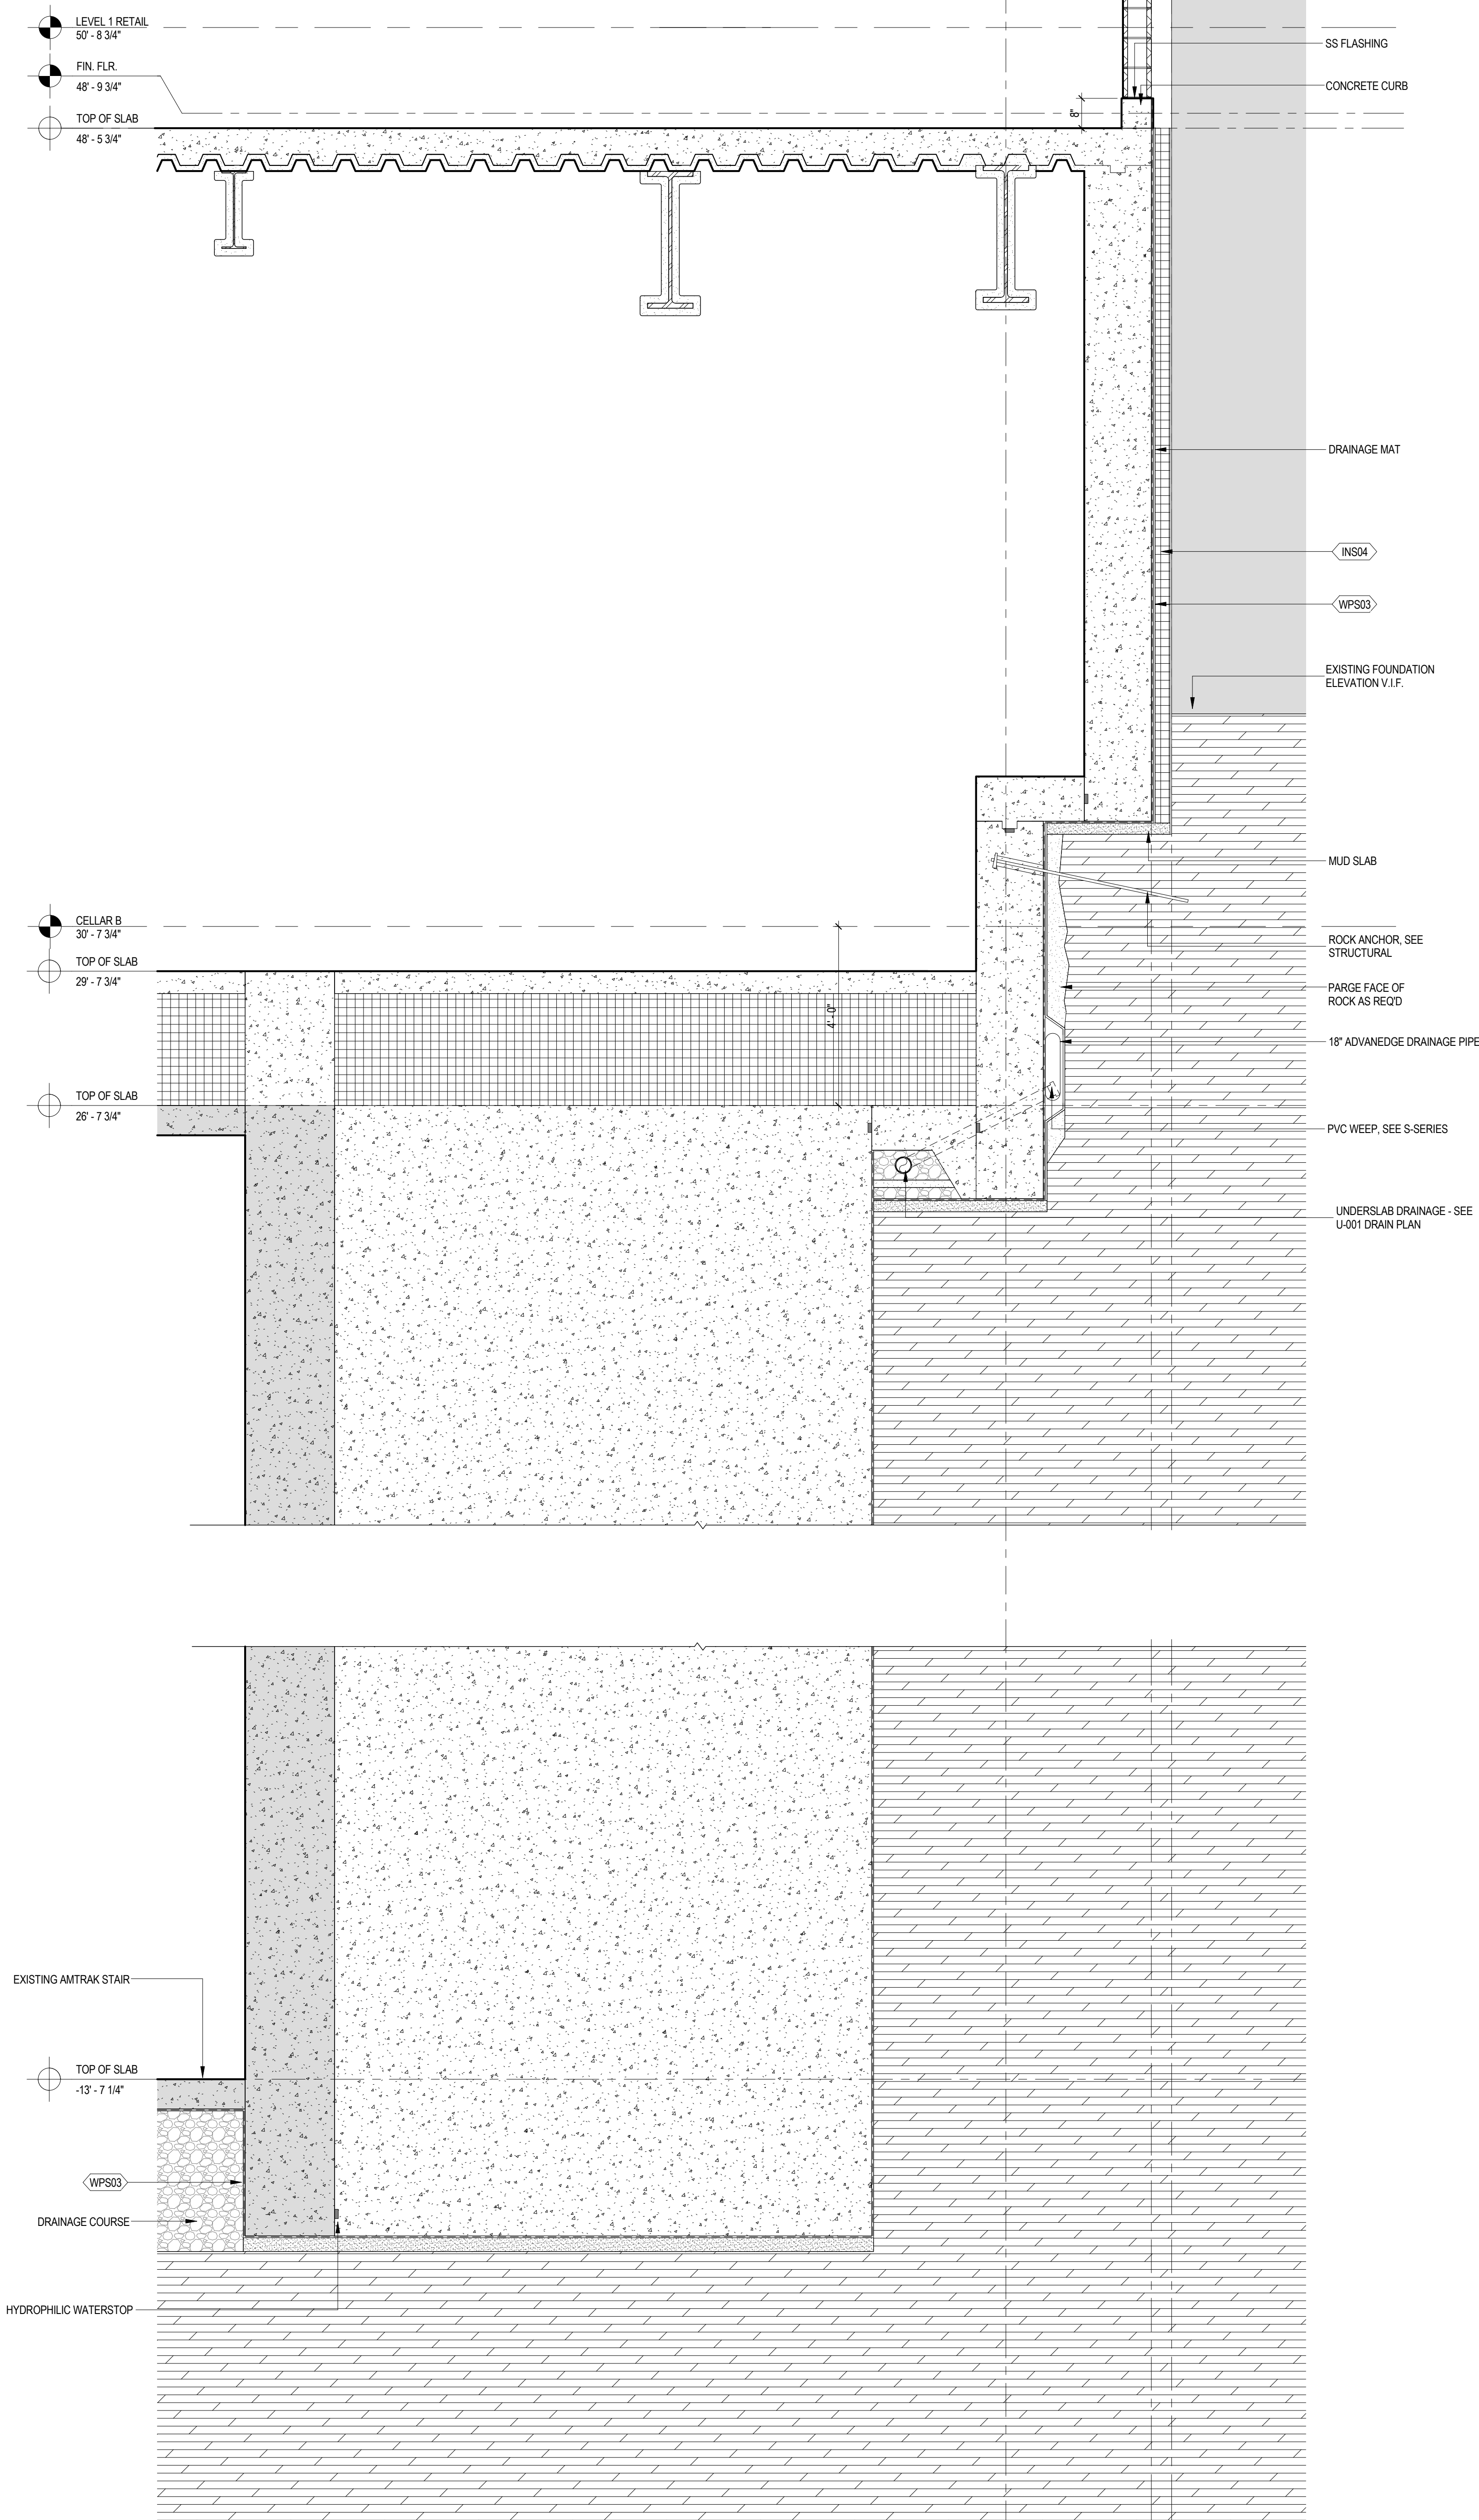 LEVEL 1 RETAIL
50' - 8 3/4"
SS FLASHING
FIN. FLR.
48' - 9 3/4"
CONCRETE CURB
8"
TOP OF SLAB
48' - 5 3/4"
DRAINAGE MAT
INS04
WPS03
EXISTING FOUNDATION
ELEVATION V.I.F.
MUD SLAB
CELLAR B
30' - 7 3/4"
ROCK ANCHOR, SEE
STRUCTURAL
TOP OF SLAB
29' - 7 3/4"
PARGE FACE OF
ROCK AS REQ'D
4' - 0"
18" ADVANEDGE DRAINAGE PIPE
TOP OF SLAB
26' - 7 3/4"
PVC WEEP, SEE S-SERIES
UNDERSLAB DRAINAGE - SEE
U-001 DRAIN PLAN
EXISTING AMTRAK STAIR
TOP OF SLAB
-13' - 7 1/4"
WPS03
DRAINAGE COURSE
HYDROPHILIC WATERSTOP